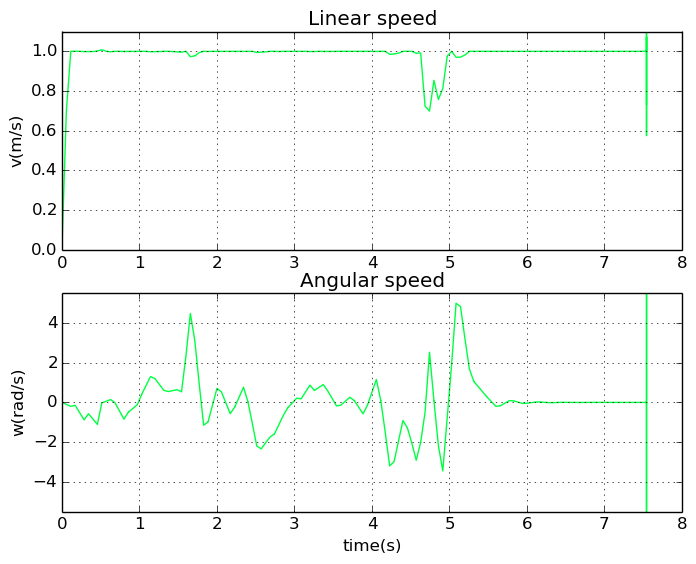 Linear speed
1.0
0.8
v(m/s)
0.6
0.4
0.2
0.0
0 1 2 3 4 5 6 7 8
Angular speed
4
2
w(rad/s)
0
−2
−4
0 1 2 3 4 5 6 7 8
time(s)